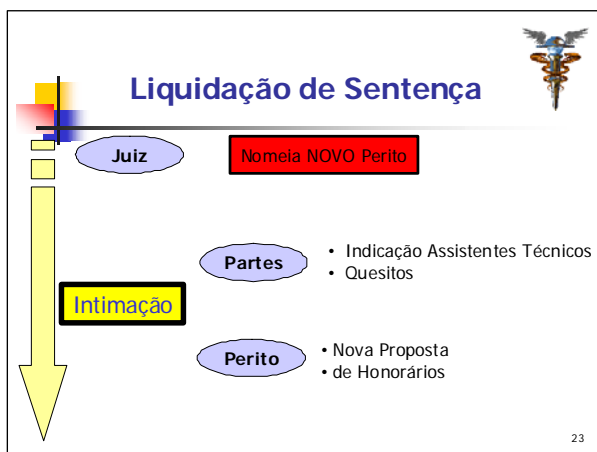 Liquidação de Sentença
Juiz
Nomeia NOVO Perito
Partes
• Indicação Assistentes Técnicos
• Quesitos
Intimação
Perito
• Nova Proposta
• de Honorários
23